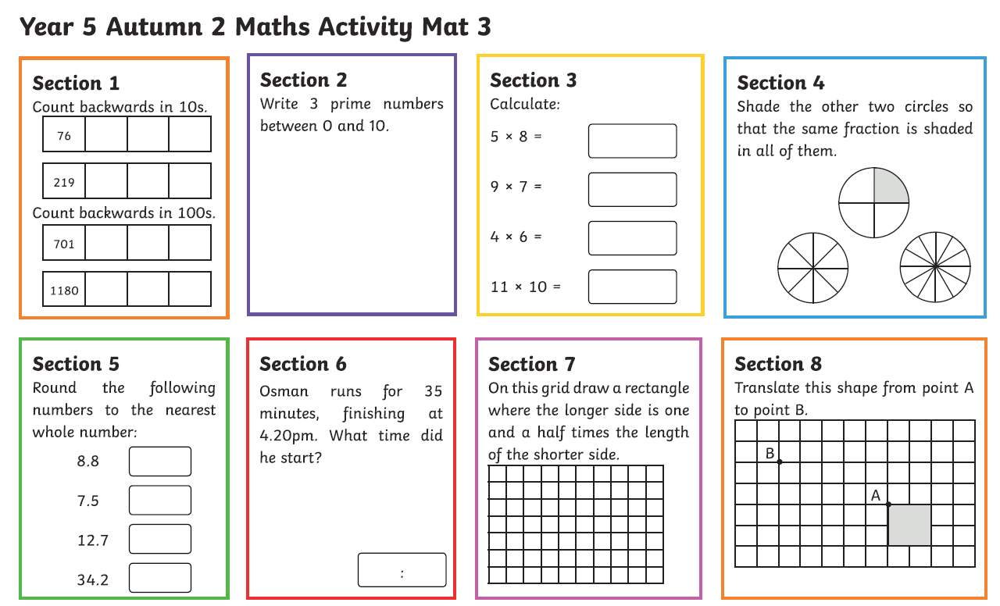 Year 5 Autumn 2 Maths Activity Mat 3
Section 1
Count backwards in 10s.
76
219
Count backwards in 100s.
701
1180
Section 2
Write 3 prime numbers
between 0 and 10.
Section 3
Calculate:
5 × 8 =
9 × 7 =
4 × 6 =
11 × 10 =
Section 4
Shade the other two circles so
that the same fraction is shaded
in all of them.
Section 5
Round the following
numbers to the nearest
whole number:
8.8
7.5
12.7
34.2
Section 6
Osman runs for 35
minutes, finishing at
4.20pm. What time did
he start?
:
Section 7
On this grid draw a rectangle
where the longer side is one
and a half times the length
of the shorter side.
Section 8
Translate this shape from point A
to point B.
B
A